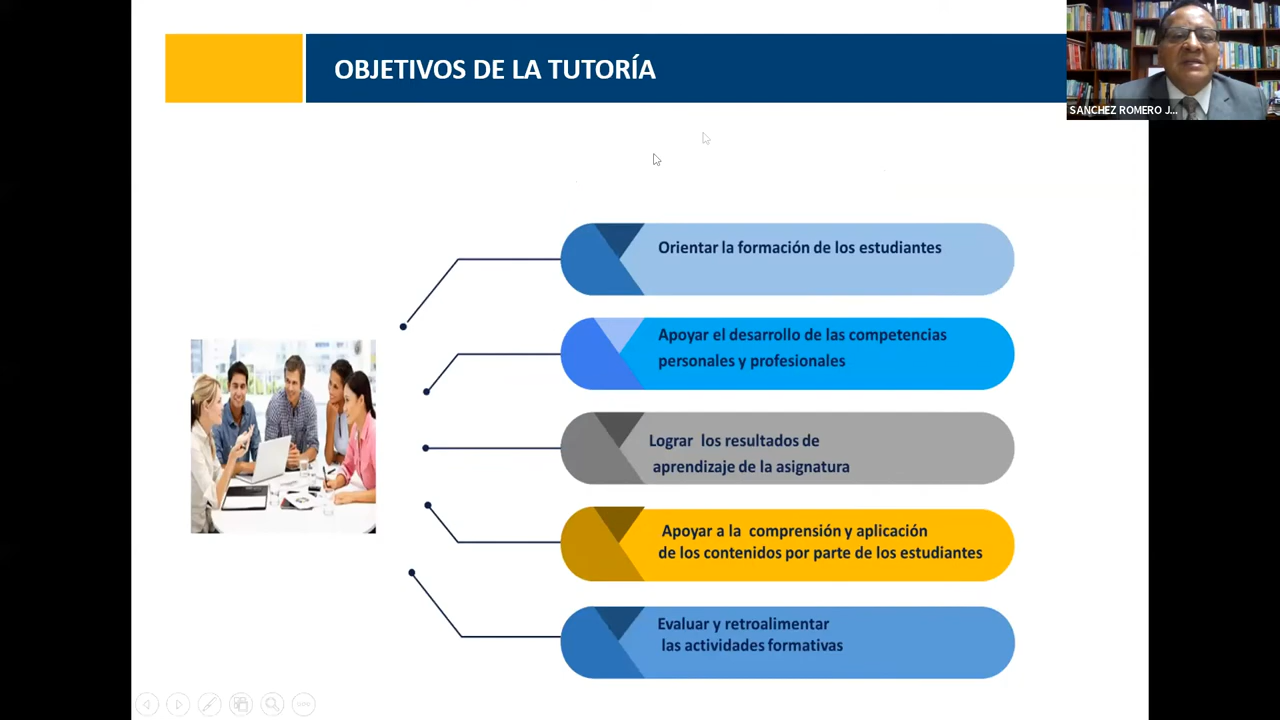 OBJETIVOS DE LA TUTORÍA
SANCHEZ ROMERO J...
Orientar la formación de los estudiantes
Apoyar el desarrollo de las competencias
personales y profesionales
Lograr los resultados de
aprendizaje de la asignatura
Apoyar a la comprensión y aplicación
de los contenidos por parte de los estudiantes
Evaluar y retroalimentar
las actividades formativas